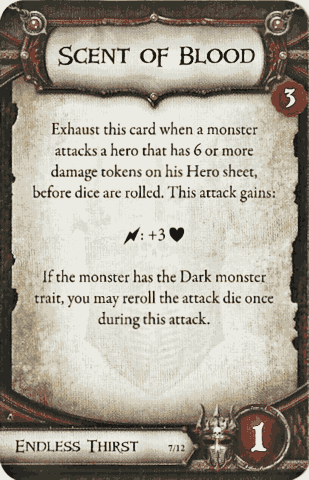 Scent of Blood
3
Exhaust this card when a monster
attacks a hero that has 6 or more
damage tokens on his Hero sheet,
before dice are rolled. This attack gains:
: +3
If the monster has the Dark monster
trait, you may reroll the attack die once
during this attack.
Endless Thirst 7/12
1